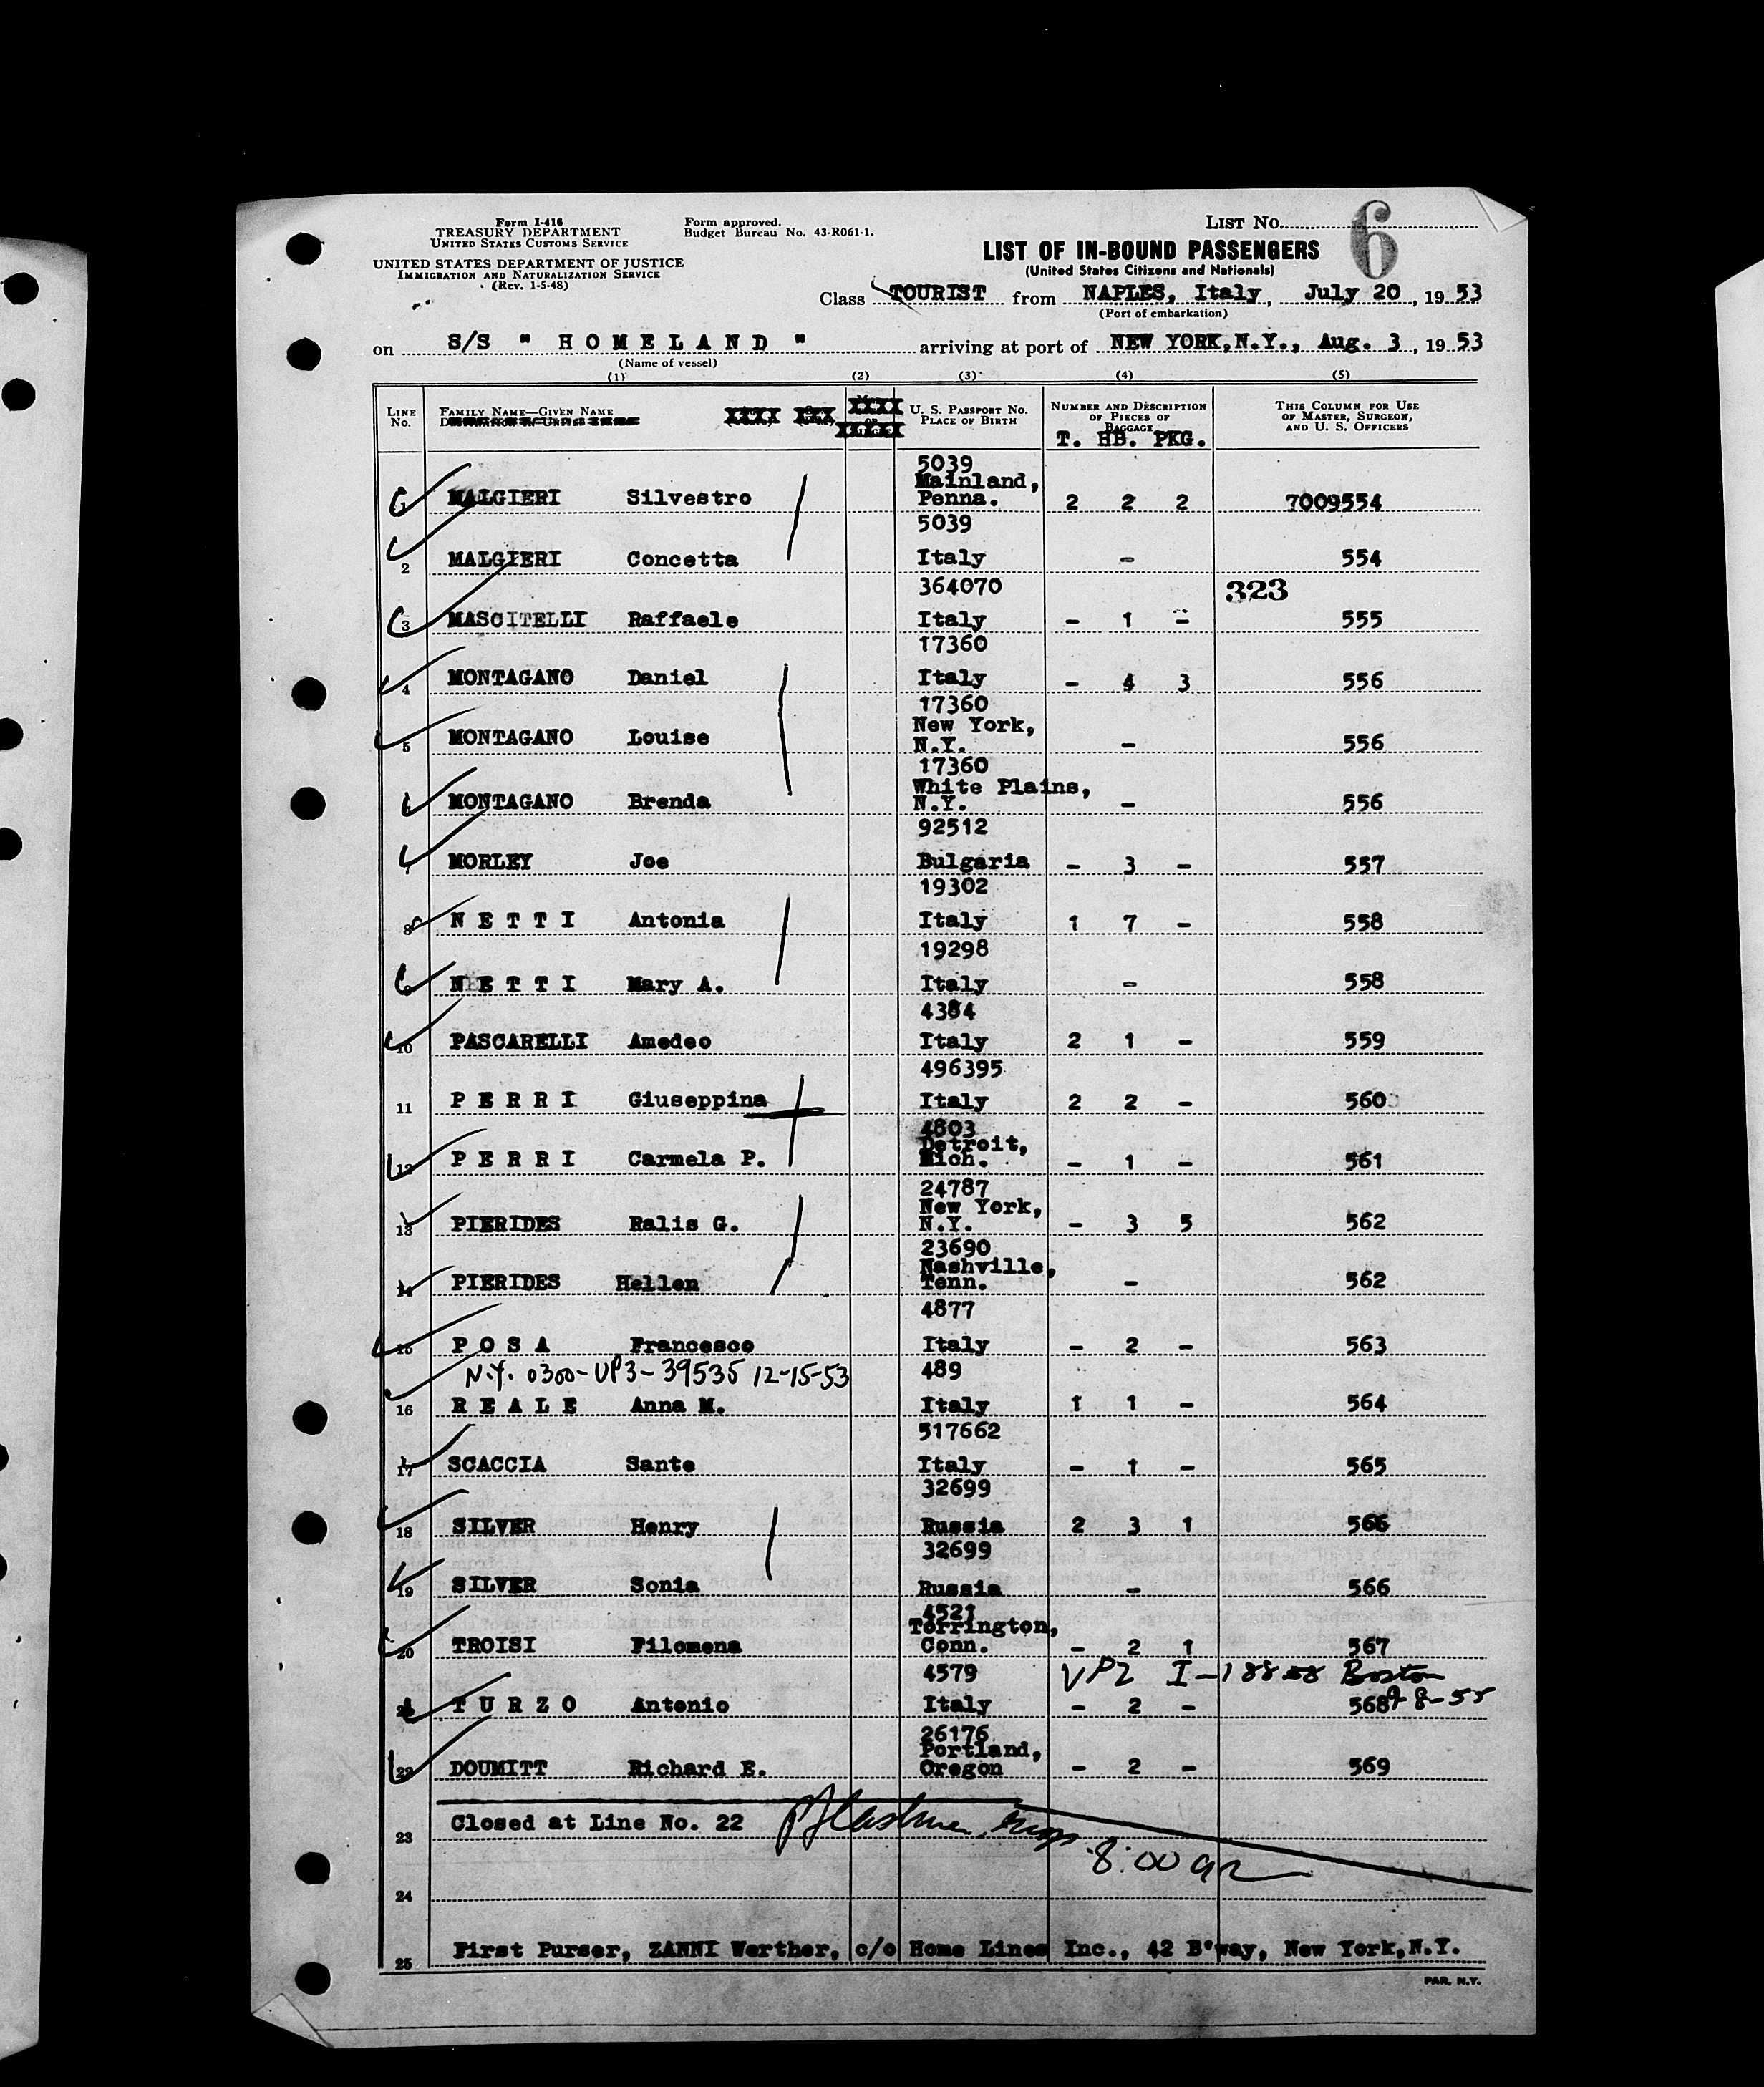 Form I-416
TREASURY DEPARTMENT
UNITED STATES CUSTOMS SERVICE
UNITED STATES DEPARTMENT OF JUSTICE
IMMIGRATION AND NATURALIZATION SERVICE
(Rev. 1-5-48)
Form approved.
Budget Bureau No. 43-R061-1.
LIST NO. 6
LIST OF IN-BOUND PASSENGERS
(United States Citizens and Nationals)
Class TOURIST from NAPLES, Italy, July 20, 1953
(Port of embarkation)
on S/S " H O M E L A N D " arriving at port of NEW YORK, N.Y., Aug. 3, 1953
(Name of vessel)
(1) (2) (3) (4) (5)
LINE NO. FAMILY NAME—GIVEN NAME U. S. PASSPORT NO. PLACE OF BIRTH NUMBER AND DESCRIPTION OF PIECES OF BAGGAGE THIS COLUMN FOR USE OF MASTER, SURGEON, AND U. S. OFFICERS
T. HB. PKG.
5039
Mainland,
1 MALGIERI Silvestro Penna. 2 2 2 7009554
5039
2 MALGIERI Concetta Italy - 554
364070 323
3 MASCITELLI Raffaele Italy - 1 - 555
17360
4 MONTAGANO Daniel Italy - 4 3 556
17360
New York,
5 MONTAGANO Louise N.Y. - 556
17360
White Plains,
MONTAGANO Brenda N.Y. - 556
92512
7 MORLEY Joe Bulgaria - 3 - 557
19302
8 N E T T I Antonia Italy 1 7 - 558
19298
9 N E T T I Mary A. Italy - 558
4384
10 PASCARELLI Amedeo Italy 2 1 - 559
496395
11 P E R R I Giuseppina Italy 2 2 - 560
4803
Detroit,
12 P E R R I Carmela P. Mich. - 1 - 561
24787
New York,
13 PIERIDES Ralis G. N.Y. - 3 5 562
23690
Nashville,
14 PIERIDES Hellen Tenn. - 562
4877
15 P O S A Francesco Italy - 2 - 563
N.Y. 0300-VP3-39535 12-15-53 489
16 R E A L E Anna M. Italy 1 1 - 564
517662
17 SCACCIA Sante Italy - 1 - 565
32699
18 SILVER Henry Russia 2 3 1 566
32699
19 SILVER Sonia Russia - 566
4521
Torrington,
20 TROISI Filomena Conn. - 2 1 567
4579 VP2 Boston
21 T U R Z O Antonio Italy - 2 - 568 9-8-55
26176
Portland,
22 DOUMITT Richard E. Oregon - 2 - 569
23 Closed at Line No. 22
8:00
24
25 First Purser, ZANNI Werther, c/o Home Lines Inc., 42 B'way, New York, N.Y.
PAR. N.Y.